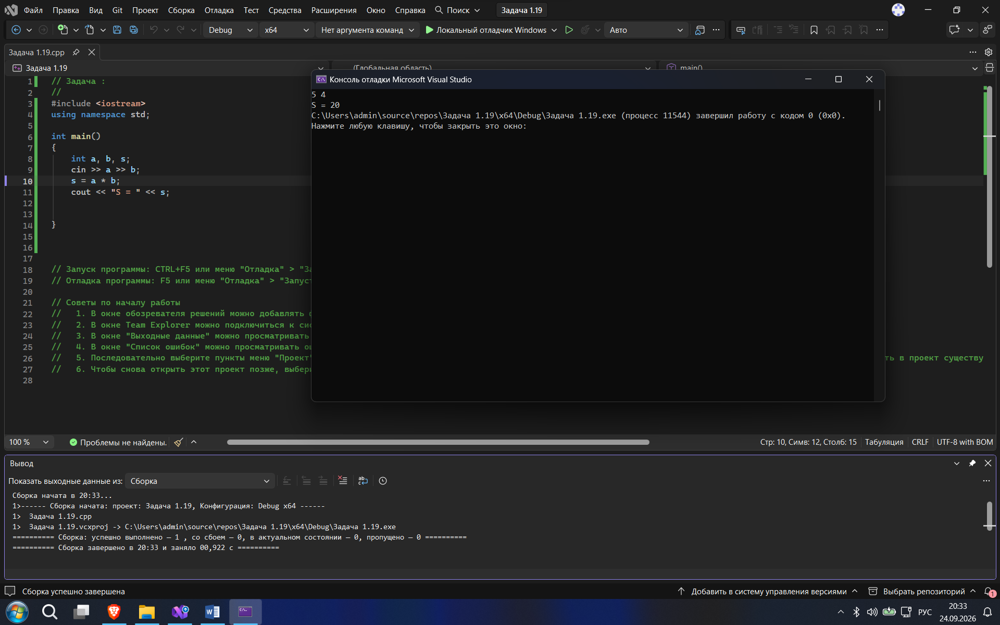 Файл Правка Вид Git Проект Сборка Отладка Тест Средства Расширения Окно Справка Поиск Задача 1.19
Debug x64 Нет аргумента команд Локальный отладчик Windows Авто
Задача 1.19.cpp
Задача 1.19 (Глобальная область) main()
Консоль отладки Microsoft Visual Studio
5 4
S = 20
C:\Users\admin\source\repos\Задача 1.19\x64\Debug\Задача 1.19.exe (процесс 11544) завершил работу с кодом 0 (0x0).
Нажмите любую клавишу, чтобы закрыть это окно:
1 // Задача :
2 //
3 #include <iostream>
4 using namespace std;
5
6 int main()
7 {
8 int a, b, s;
9 cin >> a >> b;
10 s = a * b;
11 cout << "S = " << s;
12
13
14 }
15
16
17
18 // Запуск программы: CTRL+F5 или меню "Отладка" > "За
19 // Отладка программы: F5 или меню "Отладка" > "Запуст
20
21 // Советы по началу работы
22 // 1. В окне обозревателя решений можно добавлять
23 // 2. В окне Team Explorer можно подключиться к сис
24 // 3. В окне "Выходные данные" можно просматривать
25 // 4. В окне "Список ошибок" можно просматривать
26 // 5. Последовательно выберите пункты меню "Проект" ть в проект существу
27 // 6. Чтобы снова открыть этот проект позже, выбери
28
100 % Проблемы не найдены. Стр: 10, Симв: 12, Столб: 15 Табуляция CRLF UTF-8 with BOM
Вывод
Показать выходные данные из: Сборка
Сборка начата в 20:33...
1>------ Сборка начата: проект: Задача 1.19, Конфигурация: Debug x64 ------
1> Задача 1.19.cpp
1> Задача 1.19.vcxproj -> C:\Users\admin\source\repos\Задача 1.19\x64\Debug\Задача 1.19.exe
========== Сборка: успешно выполнено — 1 , со сбоем — 0, в актуальном состоянии — 0, пропущено — 0 ==========
========== Сборка завершено в 20:33 и заняло 00,922 с ==========
Сборка успешно завершена Добавить в систему управления версиями Выбрать репозиторий 1
РУС 20:33
24.09.2026